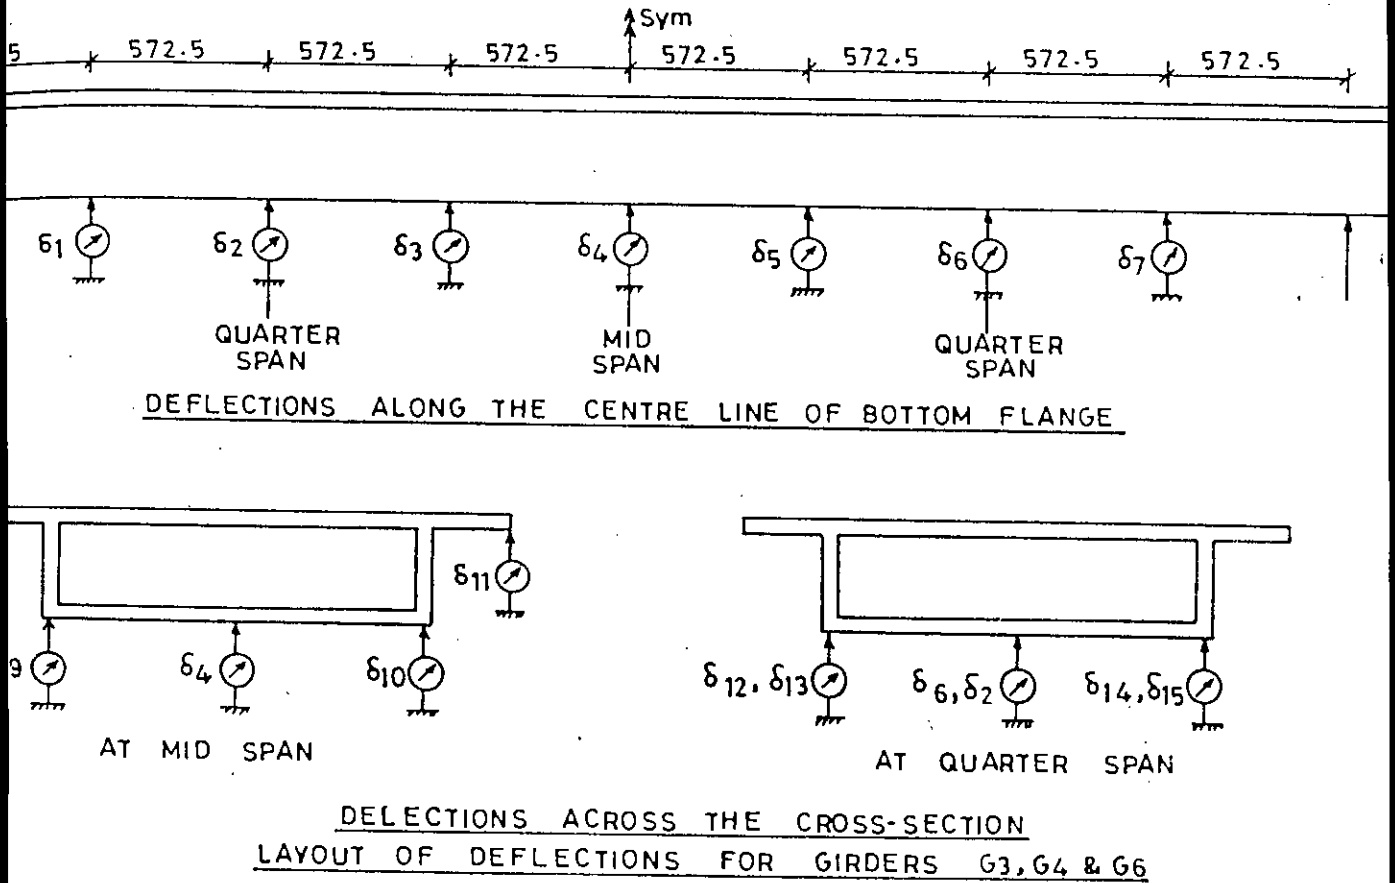 Sym
5 572.5 572.5 572.5 572.5 572.5 572.5 572.5
δ1 δ2 δ3 δ4 δ5 δ6 δ7
QUARTER SPAN
MID SPAN
QUARTER SPAN
DEFLECTIONS ALONG THE CENTRE LINE OF BOTTOM FLANGE
δ11
9 δ4 δ10 δ12, δ13 δ6, δ2 δ14, δ15
AT MID SPAN
AT QUARTER SPAN
DELECTIONS ACROSS THE CROSS-SECTION
LAYOUT OF DEFLECTIONS FOR GIRDERS G3, G4 & G6